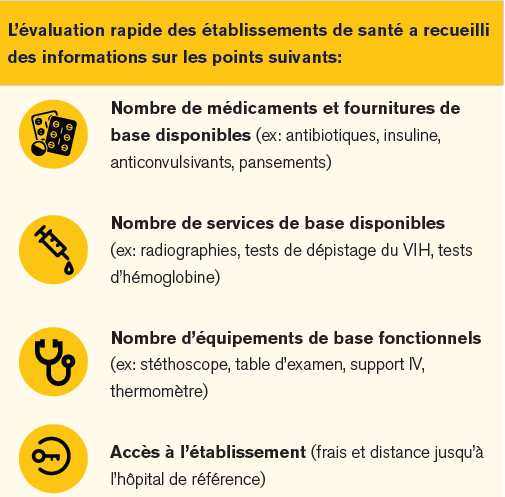 L’évaluation rapide des établissements de santé a recueilli
des informations sur les points suivants:
Nombre de médicaments et fournitures de
base disponibles (ex: antibiotiques, insuline,
anticonvulsivants, pansements)
Nombre de services de base disponibles
(ex: radiographies, tests de dépistage du VIH, tests
d’hémoglobine)
Nombre d’équipements de base fonctionnels
(ex: stéthoscope, table d’examen, support IV,
thermomètre)
Accès à l’établissement (frais et distance jusqu’à
l’hôpital de référence)